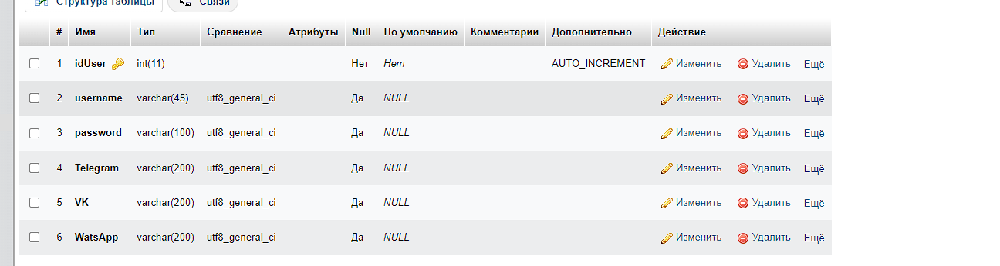 Структура таблицы Связи
# Имя Тип Сравнение Атрибуты Null По умолчанию Комментарии Дополнительно Действие
1 idUser int(11) Нет Нет AUTO_INCREMENT Изменить Удалить Ещё
2 username varchar(45) utf8_general_ci Да NULL Изменить Удалить Ещё
3 password varchar(100) utf8_general_ci Да NULL Изменить Удалить Ещё
4 Telegram varchar(200) utf8_general_ci Да NULL Изменить Удалить Ещё
5 VK varchar(200) utf8_general_ci Да NULL Изменить Удалить Ещё
6 WatsApp varchar(200) utf8_general_ci Да NULL Изменить Удалить Ещё